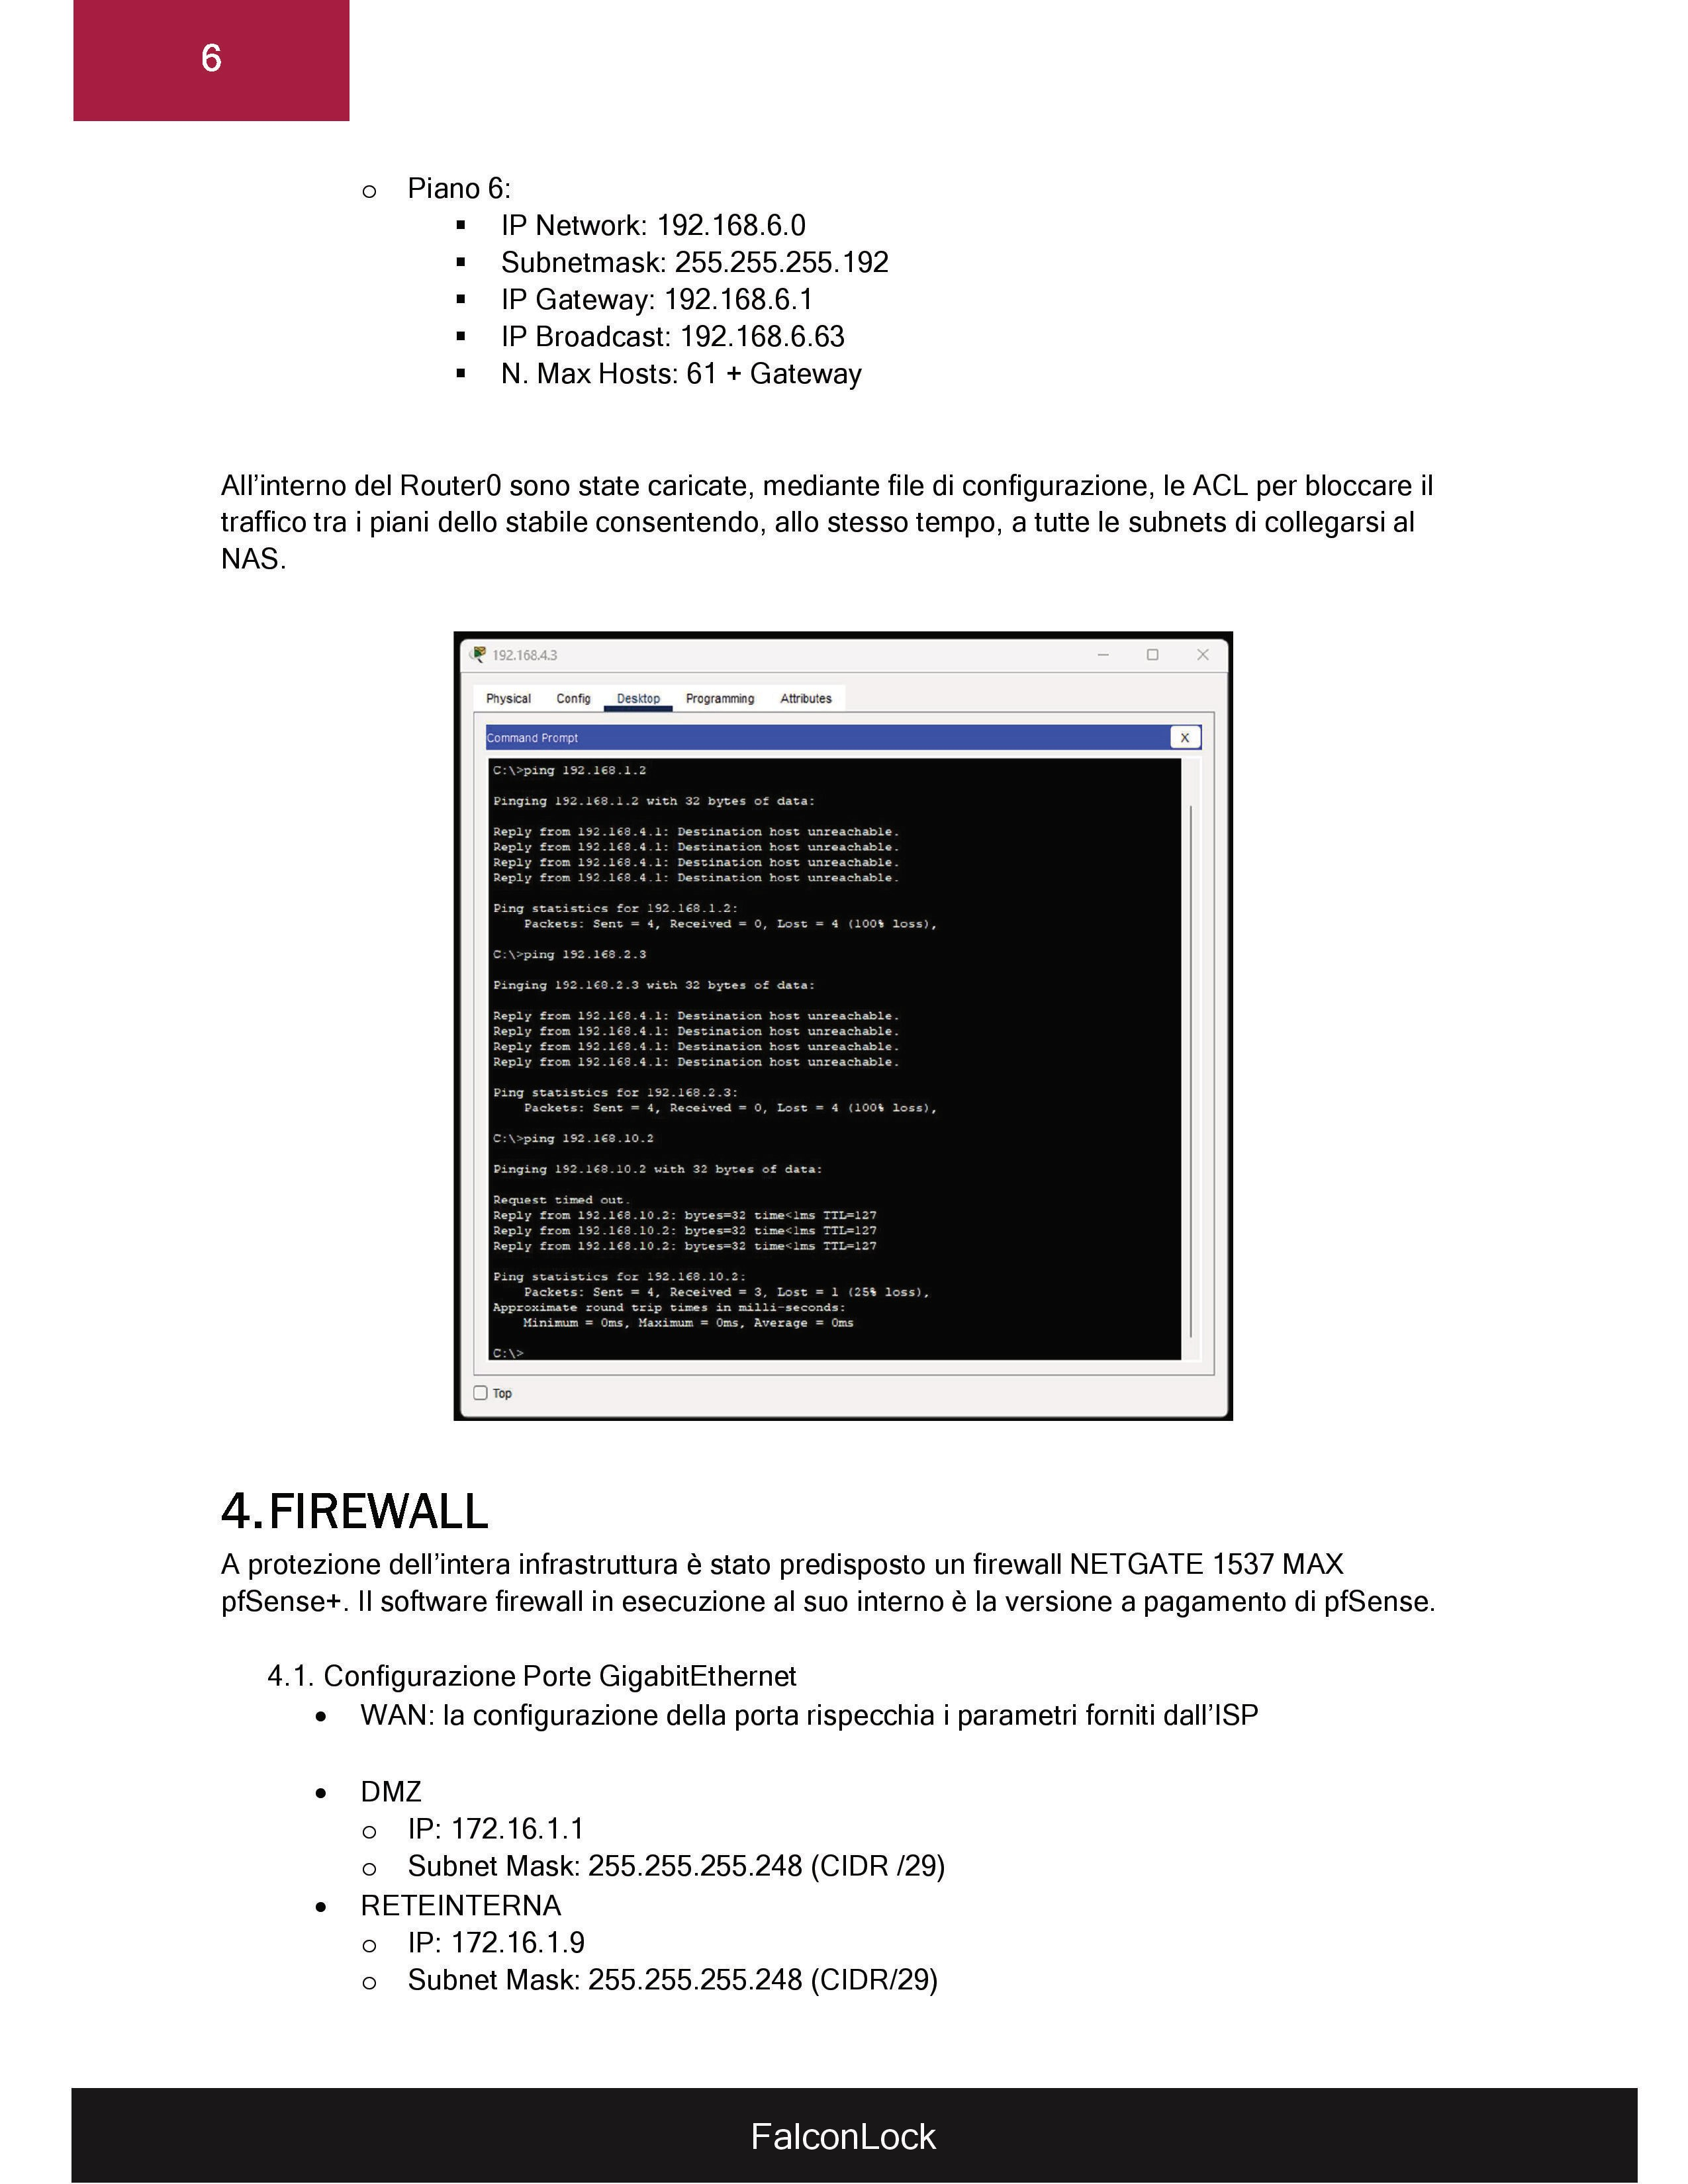 6
o Piano 6:
▪ IP Network: 192.168.6.0
▪ Subnetmask: 255.255.255.192
▪ IP Gateway: 192.168.6.1
▪ IP Broadcast: 192.168.6.63
▪ N. Max Hosts: 61 + Gateway
All’interno del Router0 sono state caricate, mediante file di configurazione, le ACL per bloccare il
traffico tra i piani dello stabile consentendo, allo stesso tempo, a tutte le subnets di collegarsi al
NAS.
192.168.4.3
Physical Config Desktop Programming Attributes
Command Prompt X
C:\>ping 192.168.1.2
Pinging 192.168.1.2 with 32 bytes of data:
Reply from 192.168.4.1: Destination host unreachable.
Reply from 192.168.4.1: Destination host unreachable.
Reply from 192.168.4.1: Destination host unreachable.
Reply from 192.168.4.1: Destination host unreachable.
Ping statistics for 192.168.1.2:
Packets: Sent = 4, Received = 0, Lost = 4 (100% loss),
C:\>ping 192.168.2.3
Pinging 192.168.2.3 with 32 bytes of data:
Reply from 192.168.4.1: Destination host unreachable.
Reply from 192.168.4.1: Destination host unreachable.
Reply from 192.168.4.1: Destination host unreachable.
Reply from 192.168.4.1: Destination host unreachable.
Ping statistics for 192.168.2.3:
Packets: Sent = 4, Received = 0, Lost = 4 (100% loss),
C:\>ping 192.168.10.2
Pinging 192.168.10.2 with 32 bytes of data:
Request timed out.
Reply from 192.168.10.2: bytes=32 time<1ms TTL=127
Reply from 192.168.10.2: bytes=32 time<1ms TTL=127
Reply from 192.168.10.2: bytes=32 time<1ms TTL=127
Ping statistics for 192.168.10.2:
Packets: Sent = 4, Received = 3, Lost = 1 (25% loss),
Approximate round trip times in milli-seconds:
Minimum = 0ms, Maximum = 0ms, Average = 0ms
C:\>
Top
4. FIREWALL
A protezione dell’intera infrastruttura è stato predisposto un firewall NETGATE 1537 MAX
pfSense+. Il software firewall in esecuzione al suo interno è la versione a pagamento di pfSense.
4.1. Configurazione Porte GigabitEthernet
• WAN: la configurazione della porta rispecchia i parametri forniti dall’ISP
• DMZ
o IP: 172.16.1.1
o Subnet Mask: 255.255.255.248 (CIDR /29)
• RETEINTERNA
o IP: 172.16.1.9
o Subnet Mask: 255.255.255.248 (CIDR/29)
FalconLock